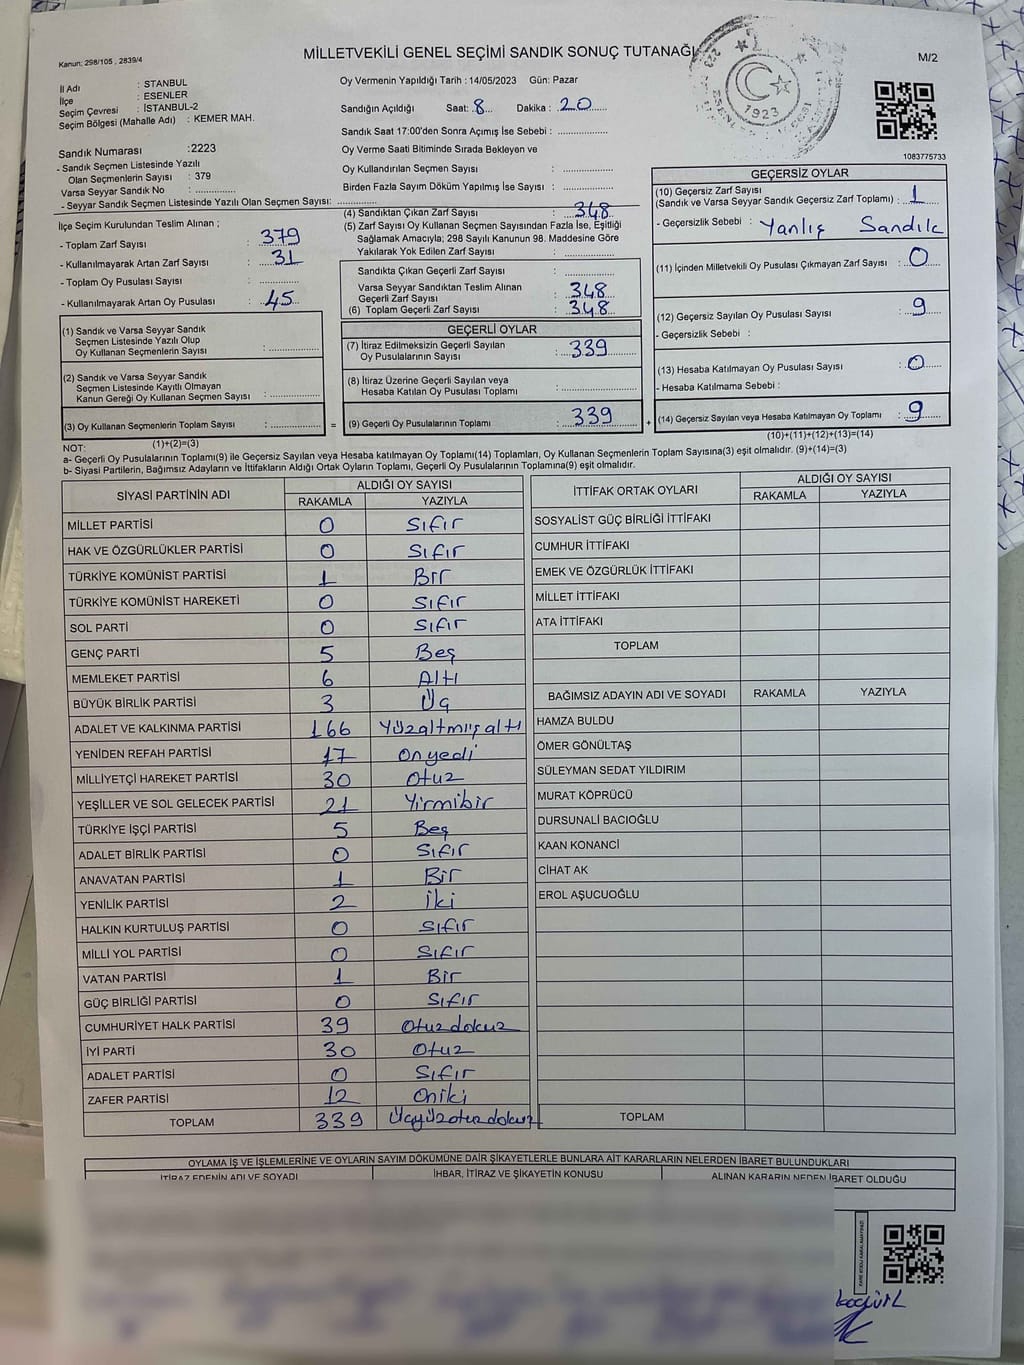 Kanun: 298/105 , 2839/4
MİLLETVEKİLİ GENEL SEÇİMİ SANDIK SONUÇ TUTANAĞI
M/2
İl Adı : STANBUL
İlçe : ESENLER
Seçim Çevresi : İSTANBUL-2
Seçim Bölgesi (Mahalle Adı) : KEMER MAH.
Oy Vermenin Yapıldığı Tarih : 14/05/2023 Gün: Pazar
Sandığın Açıldığı Saat: 8 Dakika : 20
Sandık Saat 17:00'den Sonra Açımış İse Sebebi :
Oy Verme Saati Bitiminde Sırada Bekleyen ve
Oy Kullandırılan Seçmen Sayısı :
Birden Fazla Sayım Döküm Yapılmış İse Sayısı :
1923
1083775733
Sandık Numarası :2223
- Sandık Seçmen Listesinde Yazılı
Olan Seçmenlerin Sayısı : 379
Varsa Seyyar Sandık No :
- Seyyar Sandık Seçmen Listesinde Yazılı Olan Seçmen Sayısı:
İlçe Seçim Kurulundan Teslim Alınan ;
- Toplam Zarf Sayısı : 379
- Kullanılmayarak Artan Zarf Sayısı : 31
- Toplam Oy Pusulası Sayısı :
- Kullanılmayarak Artan Oy Pusulası : 45
(1) Sandık ve Varsa Seyyar Sandık
Seçmen Listesinde Yazılı Olup
Oy Kullanan Seçmenlerin Sayısı :
(2) Sandık ve Varsa Seyyar Sandık
Seçmen Listesinde Kayıtlı Olmayan
Kanun Gereği Oy Kullanan Seçmen Sayısı :
(3) Oy Kullanan Seçmenlerin Toplam Sayısı : =
(1)+(2)=(3)
(4) Sandıktan Çıkan Zarf Sayısı : 348
(5) Zarf Sayısı Oy Kullanan Seçmen Sayısından Fazla İse, Eşitliği
Sağlamak Amacıyla; 298 Sayılı Kanunun 98. Maddesine Göre
Yakılarak Yok Edilen Zarf Sayısı :
Sandıkta Çıkan Geçerli Zarf Sayısı :
Varsa Seyyar Sandıktan Teslim Alınan
Geçerli Zarf Sayısı : 348
(6) Toplam Geçerli Zarf Sayısı : 348
GEÇERLİ OYLAR
(7) İtiraz Edilmeksizin Geçerli Sayılan
Oy Pusulalarının Sayısı : 339
(8) İtiraz Üzerine Geçerli Sayılan veya
Hesaba Katılan Oy Pusulası Toplamı :
(9) Geçerli Oy Pusulalarının Toplamı : 339 +
GEÇERSİZ OYLAR
(10) Geçersiz Zarf Sayısı
(Sandık ve Varsa Seyyar Sandık Geçersiz Zarf Toplamı) : 1
- Geçersizlik Sebebi : Yanlış Sandık
(11) İçinden Milletvekili Oy Pusulası Çıkmayan Zarf Sayısı : 0
(12) Geçersiz Sayılan Oy Pusulası Sayısı : 9
- Geçersizlik Sebebi :
(13) Hesaba Katılmayan Oy Pusulası Sayısı : 0
- Hesaba Katılmama Sebebi :
(14) Geçersiz Sayılan veya Hesaba Katılmayan Oy Toplamı : 9
(10)+(11)+(12)+(13)=(14)
NOT:
a- Geçerli Oy Pusulalarının Toplamı(9) ile Geçersiz Sayılan veya Hesaba katılmayan Oy Toplamı(14) Toplamları, Oy Kullanan Seçmenlerin Toplam Sayısına(3) eşit olmalıdır. (9)+(14)=(3)
b- Siyasi Partilerin, Bağımsız Adayların ve İttifakların Aldığı Ortak Oyların Toplamı, Geçerli Oy Pusulalarının Toplamına(9) eşit olmalıdır.
SİYASİ PARTİNİN ADI ALDIĞI OY SAYISI
RAKAMLA YAZIYLA
MİLLET PARTİSİ 0 Sıfır
HAK VE ÖZGÜRLÜKLER PARTİSİ 0 Sıfır
TÜRKİYE KOMÜNİST PARTİSİ 1 Bir
TÜRKİYE KOMÜNİST HAREKETİ 0 Sıfır
SOL PARTİ 0 Sıfır
GENÇ PARTİ 5 Beş
MEMLEKET PARTİSİ 6 Altı
BÜYÜK BİRLİK PARTİSİ 3 Üç
ADALET VE KALKINMA PARTİSİ 166 Yüzaltmışaltı
YENİDEN REFAH PARTİSİ 17 Onyedi
MİLLİYETÇİ HAREKET PARTİSİ 30 Otuz
YEŞİLLER VE SOL GELECEK PARTİSİ 21 Yirmibir
TÜRKİYE İŞÇİ PARTİSİ 5 Beş
ADALET BİRLİK PARTİSİ 0 Sıfır
ANAVATAN PARTİSİ 1 Bir
YENİLİK PARTİSİ 2 İki
HALKIN KURTULUŞ PARTİSİ 0 Sıfır
MİLLİ YOL PARTİSİ 0 Sıfır
VATAN PARTİSİ 1 Bir
GÜÇ BİRLİĞİ PARTİSİ 0 Sıfır
CUMHURİYET HALK PARTİSİ 39 Otuzdokuz
İYİ PARTİ 30 Otuz
ADALET PARTİSİ 0 Sıfır
ZAFER PARTİSİ 12 Oniki
TOPLAM 339 Üçyüzotuzdokuz
İTTİFAK ORTAK OYLARI ALDIĞI OY SAYISI
RAKAMLA YAZIYLA
SOSYALİST GÜÇ BİRLİĞİ İTTİFAKI
CUMHUR İTTİFAKI
EMEK VE ÖZGÜRLÜK İTTİFAKI
MİLLET İTTİFAKI
ATA İTTİFAKI
TOPLAM
BAĞIMSIZ ADAYIN ADI VE SOYADI RAKAMLA YAZIYLA
HAMZA BULDU
ÖMER GÖNÜLTAŞ
SÜLEYMAN SEDAT YILDIRIM
MURAT KÖPRÜCÜ
DURSUNALİ BACIOĞLU
KAAN KONANCİ
CİHAT AK
EROL AŞUCUOĞLU
TOPLAM
OYLAMA İŞ VE İŞLEMLERİNE VE OYLARIN SAYIM DÖKÜMÜNE DAİR ŞİKAYETLERLE BUNLARA AİT KARARLARIN NELERDEN İBARET BULUNDUKLARI
İTİRAZ EDENİN ADI VE SOYADI İHBAR, İTİRAZ VE ŞİKAYETİN KONUSU ALINAN KARARIN NEDEN İBARET OLDUĞU